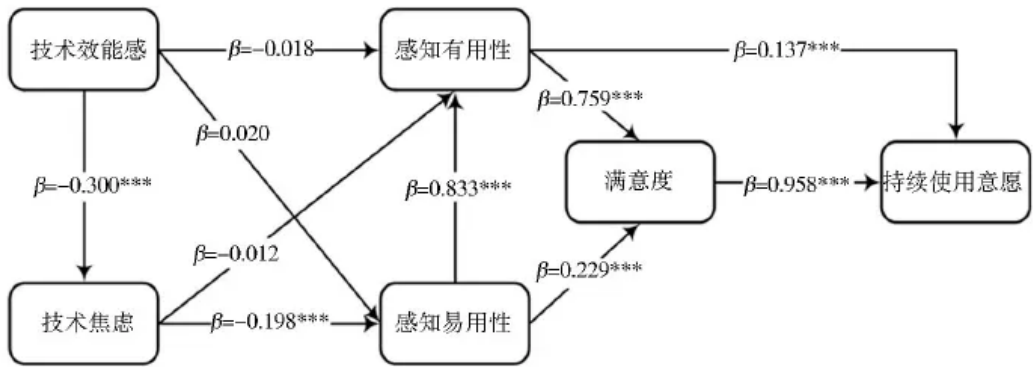 技术效能感
β=-0.018
感知有用性
β=0.137***
β=0.759***
β=0.020
β=-0.300***
β=0.833***
满意度
β=0.958***
持续使用意愿
β=-0.012
β=0.229***
技术焦虑
β=-0.198***
感知易用性